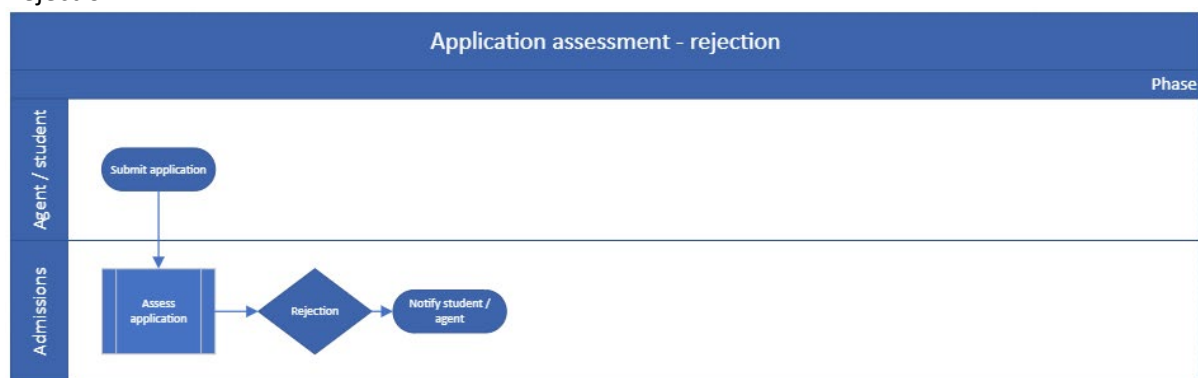 Application assessment - rejection
Phase
Agent / student
Submit application
Admissions
Assess
application
Rejection
Notify student /
agent